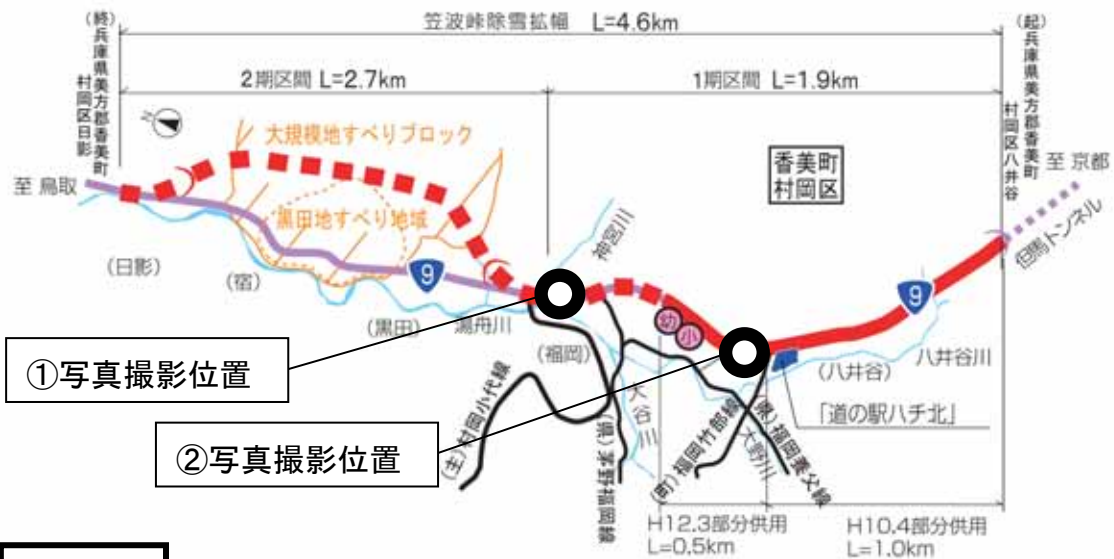 笠波峠除雪拡幅 L=4.6km
(終)兵庫県美方郡香美町
村岡区日影
(起)兵庫県美方郡香美町
村岡区八井谷
2期区間 L=2.7km
1期区間 L=1.9km
N
大規模地すべりブロック
香美町
村岡区
至 鳥取
至 京都
黒田地すべり地域
神宮川
但馬トンネル
(日影)
(宿)
9
9
(黒田)
湯舟川
幼
小
(福岡)
(八井谷)
八井谷川
①写真撮影位置
「道の駅ハチ北」
②写真撮影位置
(主)村岡小代線
(県)茅野福岡線
大谷川
(町)福岡竹部線
大野川
(県)福岡養父線
H12.3部分供用
L=0.5km
H10.4部分供用
L=1.0km